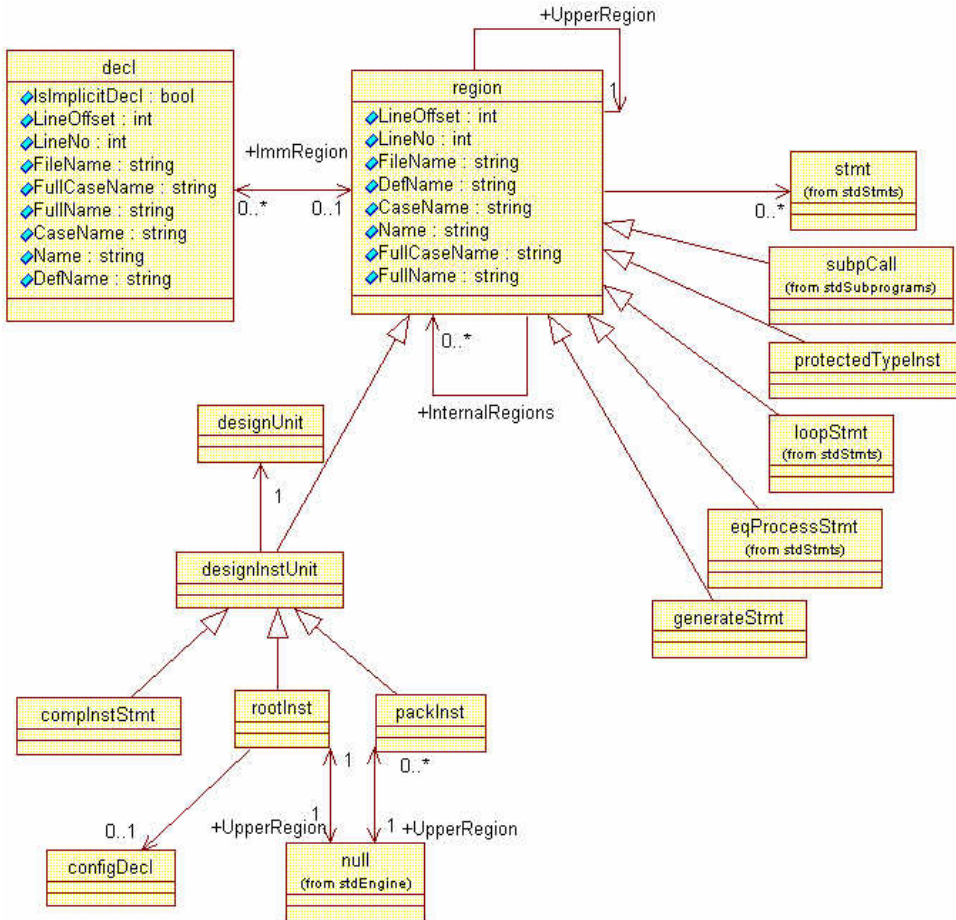 +UpperRegion
1
decl
IsImplicitDecl : bool
LineOffset : int
LineNo : int
FileName : string
FullCaseName : string
FullName : string
CaseName : string
Name : string
DefName : string
+ImmRegion
0..*
0..1
region
LineOffset : int
LineNo : int
FileName : string
DefName : string
CaseName : string
Name : string
FullCaseName : string
FullName : string
stmt
(from stdStmts)
0..*
subpCall
(from stdSubprograms)
protectedTypeInst
0..*
+InternalRegions
loopStmt
(from stdStmts)
designUnit
1
eqProcessStmt
(from stdStmts)
designInstUnit
generateStmt
compInstStmt
rootInst
packInst
1
0..*
0..1
+UpperRegion
1
1
+UpperRegion
configDecl
null
(from stdEngine)